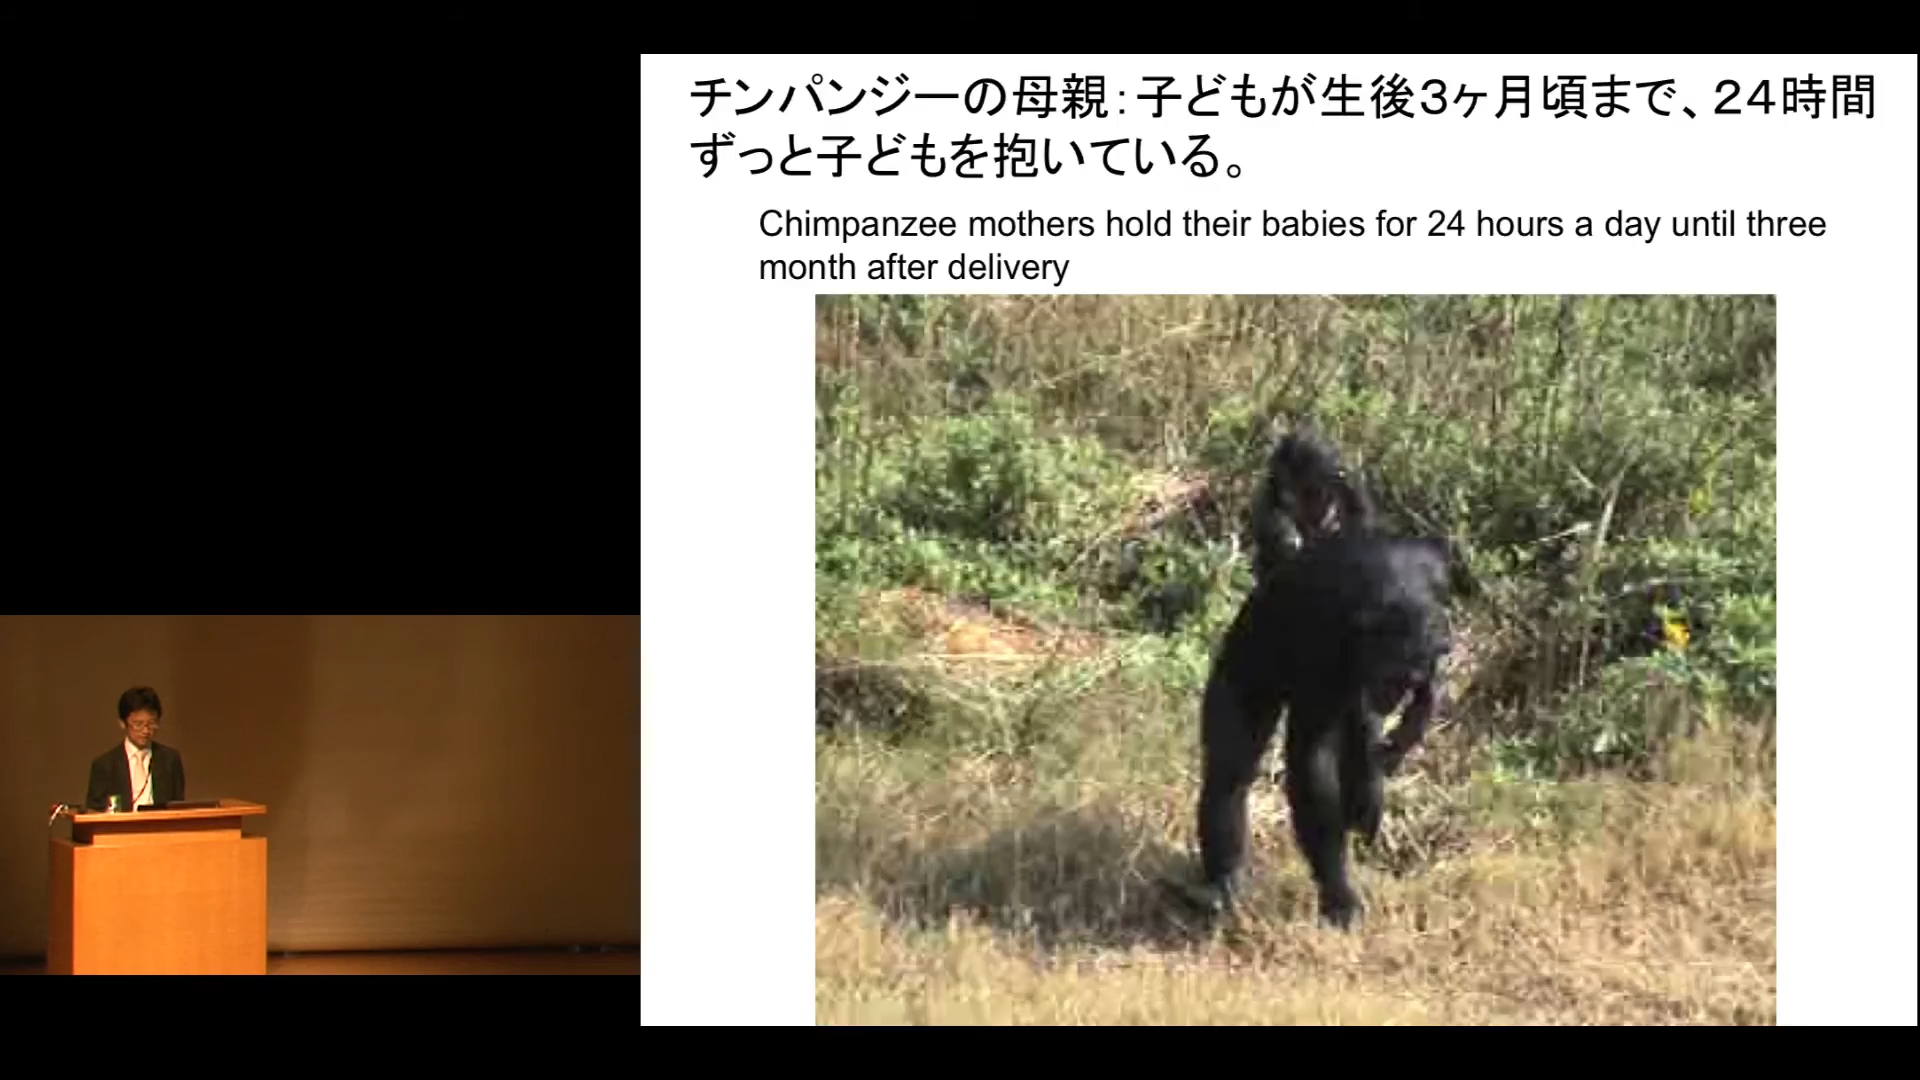 チンパンジーの母親：子どもが生後３ヶ月頃まで、２４時間
ずっと子どもを抱いている。
Chimpanzee mothers hold their babies for 24 hours a day until three
month after delivery